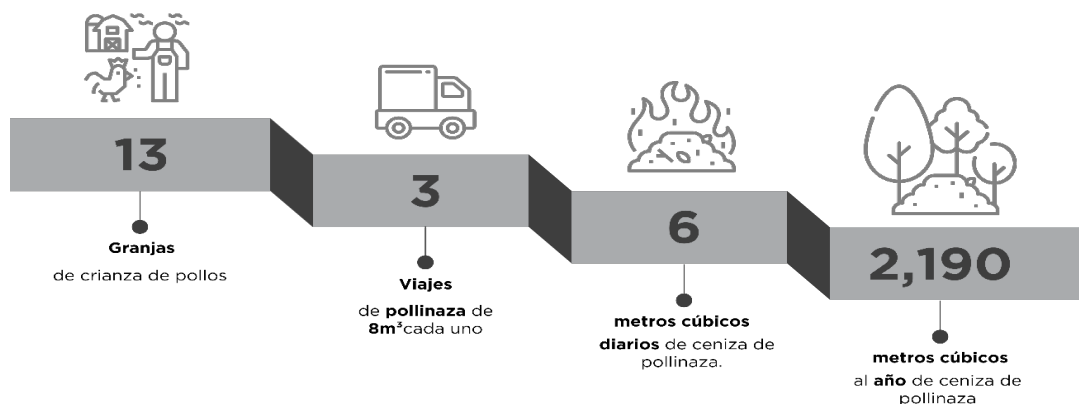 13
Granjas
de crianza de pollos
3
Viajes
de pollinaza de
8m³cada uno
6
metros cúbicos
diarios de ceniza de
pollinaza.
2,190
metros cúbicos
al año de ceniza de
pollinaza